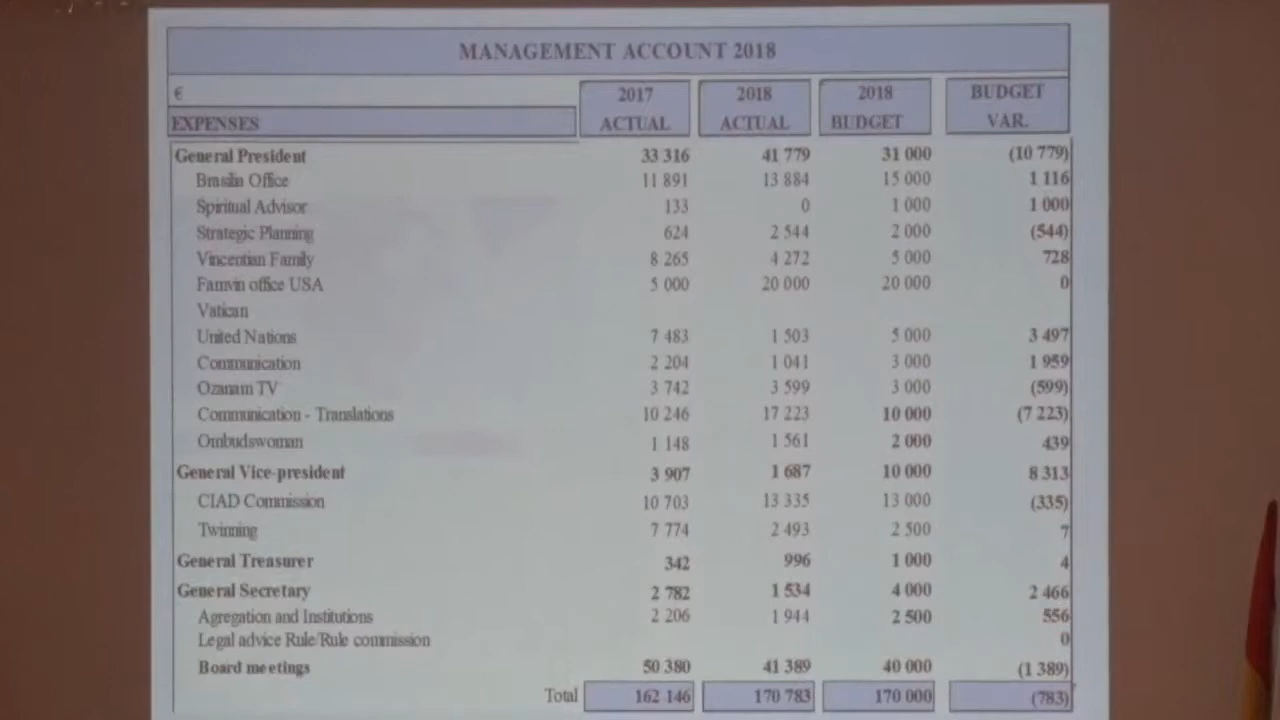 MANAGEMENT ACCOUNT 2018
€ 2017 2018 2018 BUDGET
EXPENSES ACTUAL ACTUAL BUDGET VAR.
General President 33 316 41 779 31 000 (10 779)
Brasilia Office 11 891 13 884 15 000 1 116
Spiritual Advisor 133 0 1 000 1 000
Strategic Planning 624 2 544 2 000 (544)
Vincentian Family 8 265 4 272 5 000 728
Famvin office USA 5 000 20 000 20 000 0
Vatican
United Nations 7 483 1 503 5 000 3 497
Communication 2 204 1 041 3 000 1 959
Ozanam TV 3 742 3 599 3 000 (599)
Communication - Translations 10 246 17 223 10 000 (7 223)
Ombudswoman 1 148 1 561 2 000 439
General Vice-president 3 907 1 687 10 000 8 313
CIAD Commission 10 703 13 335 13 000 (335)
Twinning 7 774 2 493 2 500 7
General Treasurer 342 996 1 000 4
General Secretary 2 782 1 534 4 000 2 466
Agregation and Institutions 2 206 1 944 2 500 556
Legal advice Rule/Rule commission 0
Board meetings 50 380 41 389 40 000 (1 389)
Total 162 146 170 783 170 000 (783)